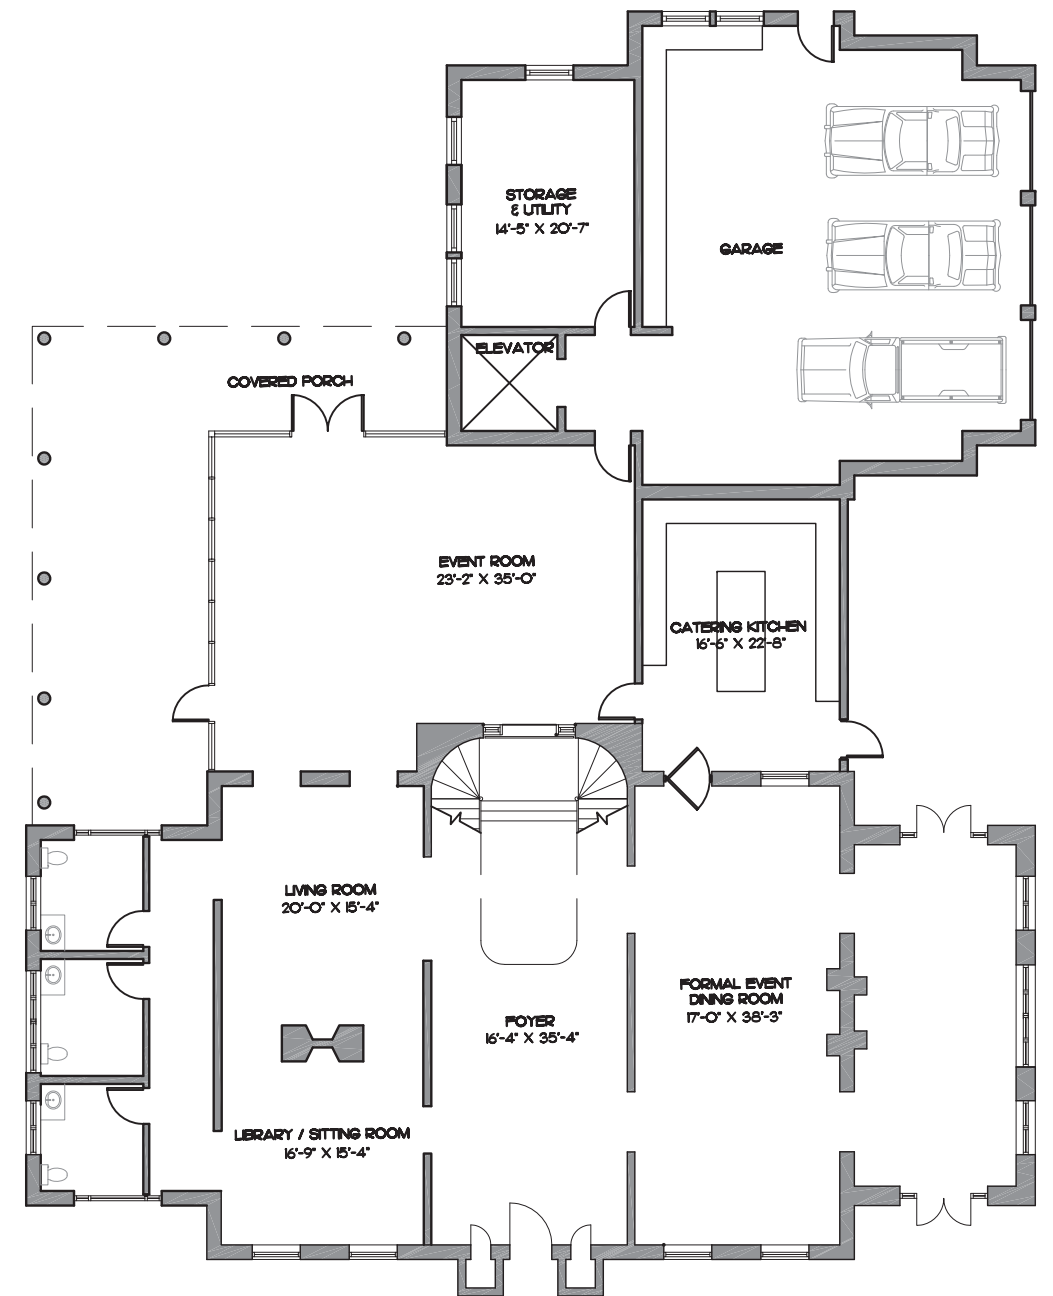 STORAGE
& UTILITY
14'-5" X 20'-7"
GARAGE
ELEVATOR
COVERED PORCH
EVENT ROOM
23'-2" X 35'-0"
CATERING KITCHEN
16'-6" X 22'-8"
LIVING ROOM
20'-0" X 15'-4"
FORMAL EVENT
DINING ROOM
17'-0" X 38'-3"
FOYER
16'-4" X 35'-4"
LIBRARY / SITTING ROOM
16'-9" X 15'-4"